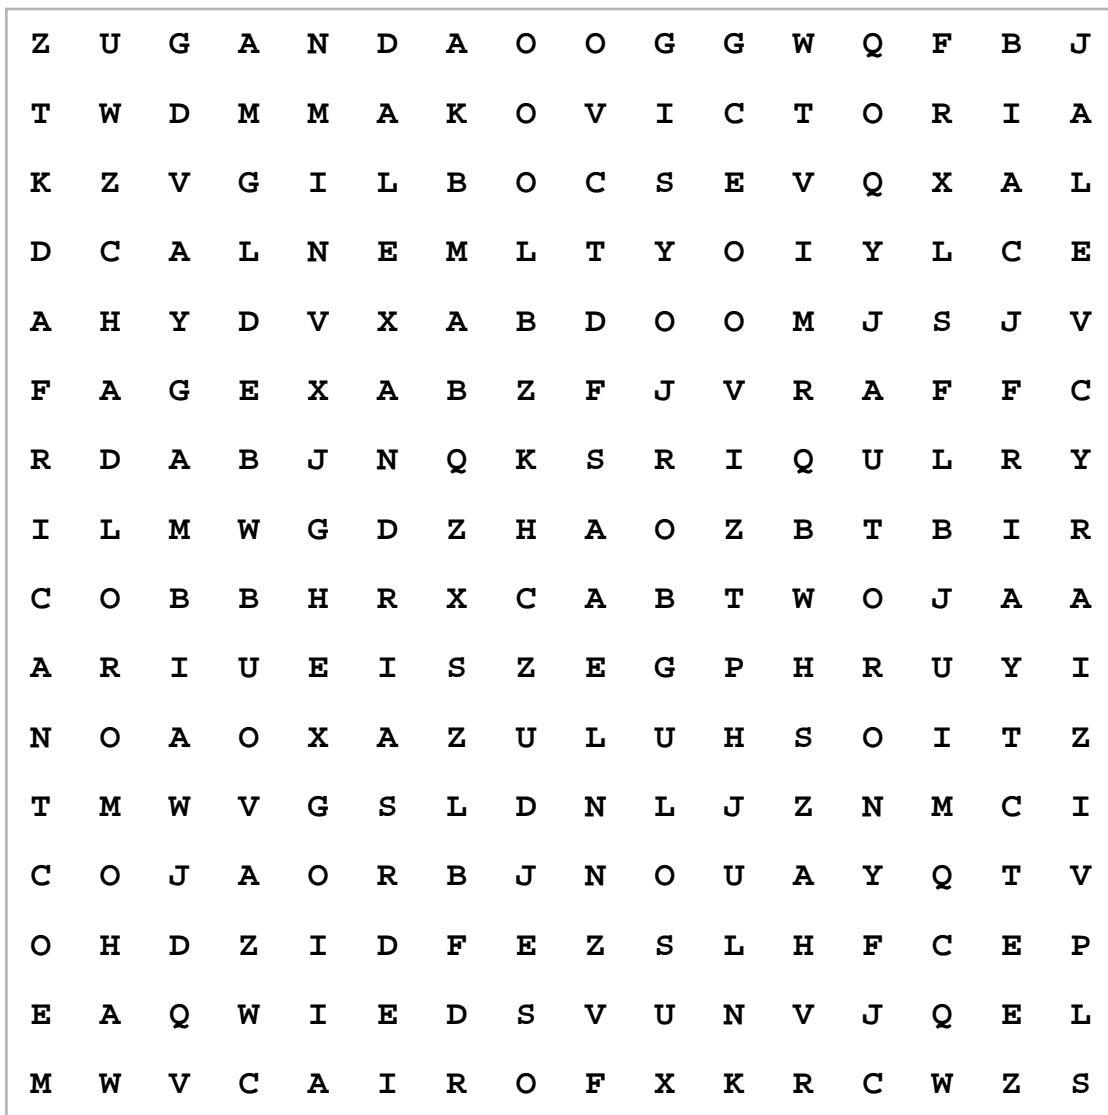 Z U G A N D A O O G G W Q F B J
T W D M M A K O V I C T O R I A
K Z V G I L B O C S E V Q X A L
D C A L N E M L T Y O I Y L C E
A H Y D V X A B D O O M J S J V
F A G E X A B Z F J V R A F F C
R D A B J N Q K S R I Q U L R Y
I L M W G D Z H A O Z B T B I R
C O B B H R X C A B T W O J A A
A R I U E I S Z E G P H R U Y I
N O A O X A Z U L U H S O I T Z
T M W V G S L D N L J Z N M C I
C O J A O R B J N O U A Y Q T V
O H D Z I D F E Z S L H F C E P
E A Q W I E D S V U N V J Q E L
M W V C A I R O F X K R C W Z S